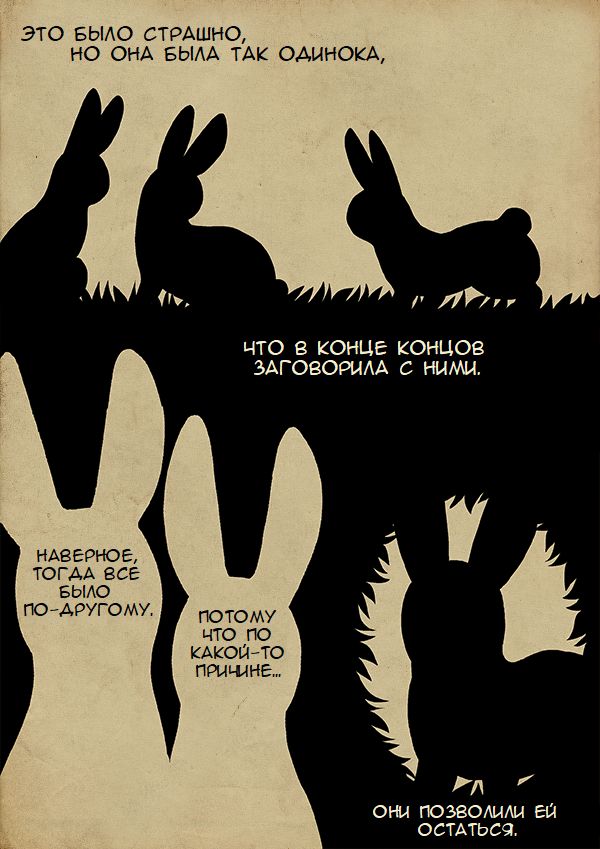 ЭТО БЫЛО СТРАШНО,
НО ОНА БЫЛА ТАК ОДИНОКА,
ЧТО В КОНЦЕ КОНЦОВ
ЗАГОВОРИЛА С НИМИ.
НАВЕРНОЕ,
ТОГДА ВСЕ
БЫЛО
ПО-ДРУГОМУ.
ПОТОМУ
ЧТО ПО
КАКОЙ-ТО
ПРИЧИНЕ...
ОНИ ПОЗВОЛИЛИ ЕЙ
ОСТАТЬСЯ.